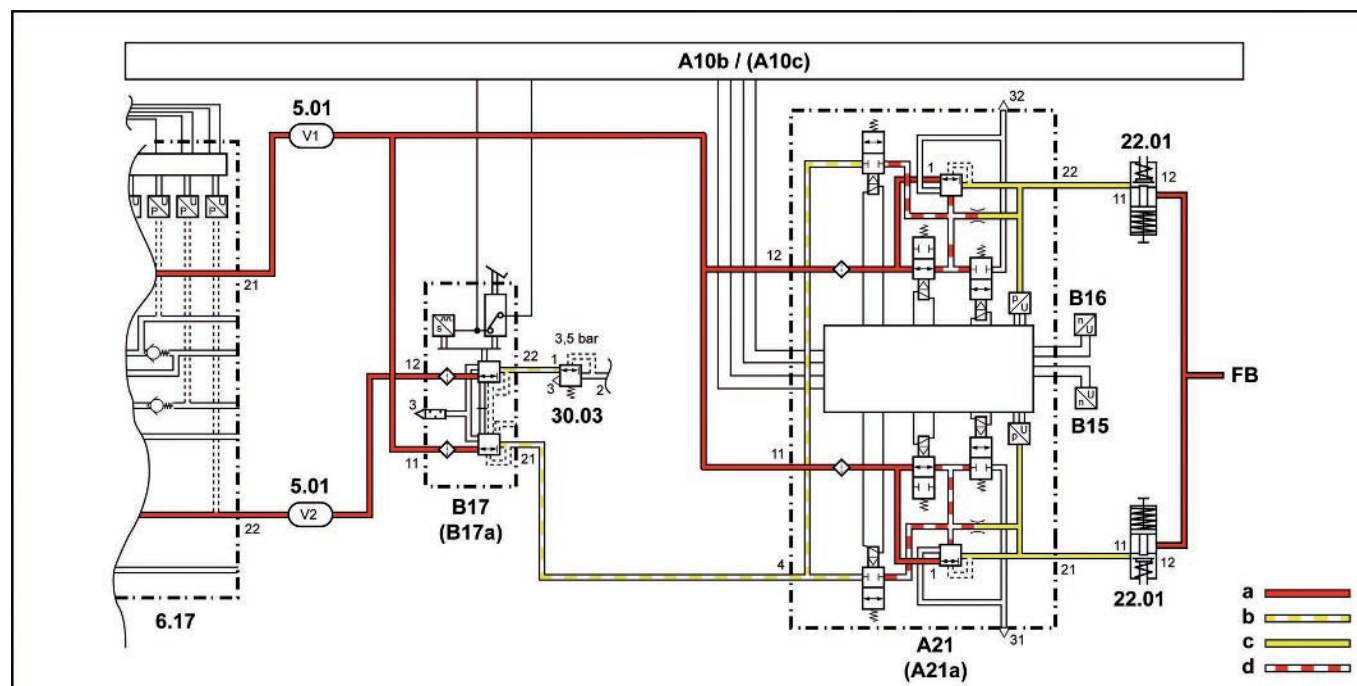 A10b / (A10c)
32
5.01
V1
22.01
1
22
12
11
U
P
U
P
U
P
U
12
21
p
U
B16
n
U
S
3,5 bar
22
1
12
3
2
3
30.03
FB
n
U
B15
U
p
11
21
11
5.01
B17
(B17a)
V2
22
11
12
4
1
21
22.01
6.17
31
A21
(A21a)
a
b
c
d